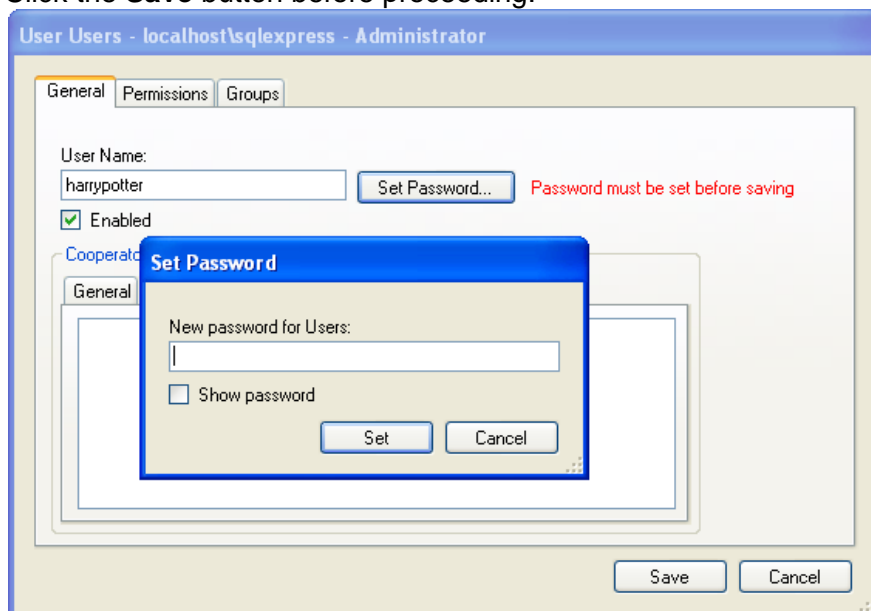 Click the Save button before proceeding.
User Users - localhost\sqlexpress - Administrator
General Permissions Groups
User Name:
harrypotter Set Password... Password must be set before saving
Enabled
Set Password
General
New password for Users:
Show password
Set Cancel
Save Cancel